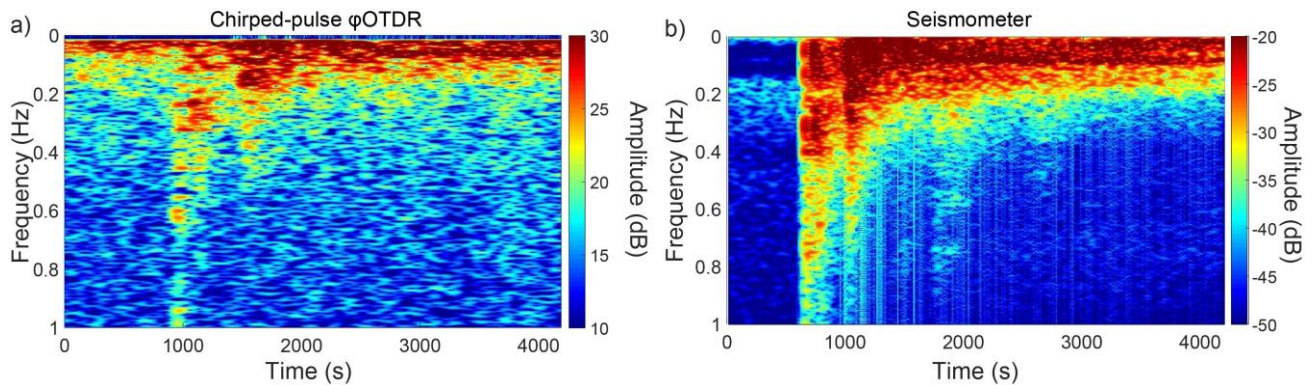 a)
Chirped-pulse φOTDR
0
0.2
0.4
0.6
0.8
1
Frequency (Hz)
0 1000 2000 3000 4000
Time (s)
30
25
20
15
10
Amplitude (dB)
b)
Seismometer
0
0.2
0.4
0.6
0.8
1
Frequency (Hz)
0 1000 2000 3000 4000
Time (s)
-20
-25
-30
-35
-40
-45
-50
Amplitude (dB)